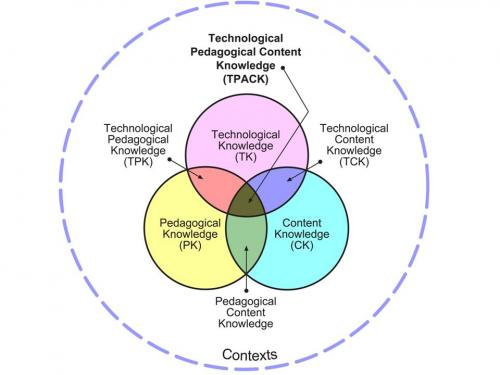 Technological
Pedagogical Content
Knowledge
(TPACK)
Technological
Pedagogical
Knowledge
(TPK)
Technological
Knowledge
(TK)
Technological
Content
Knowledge
(TCK)
Pedagogical
Knowledge
(PK)
Content
Knowledge
(CK)
Pedagogical
Content
Knowledge
Contexts